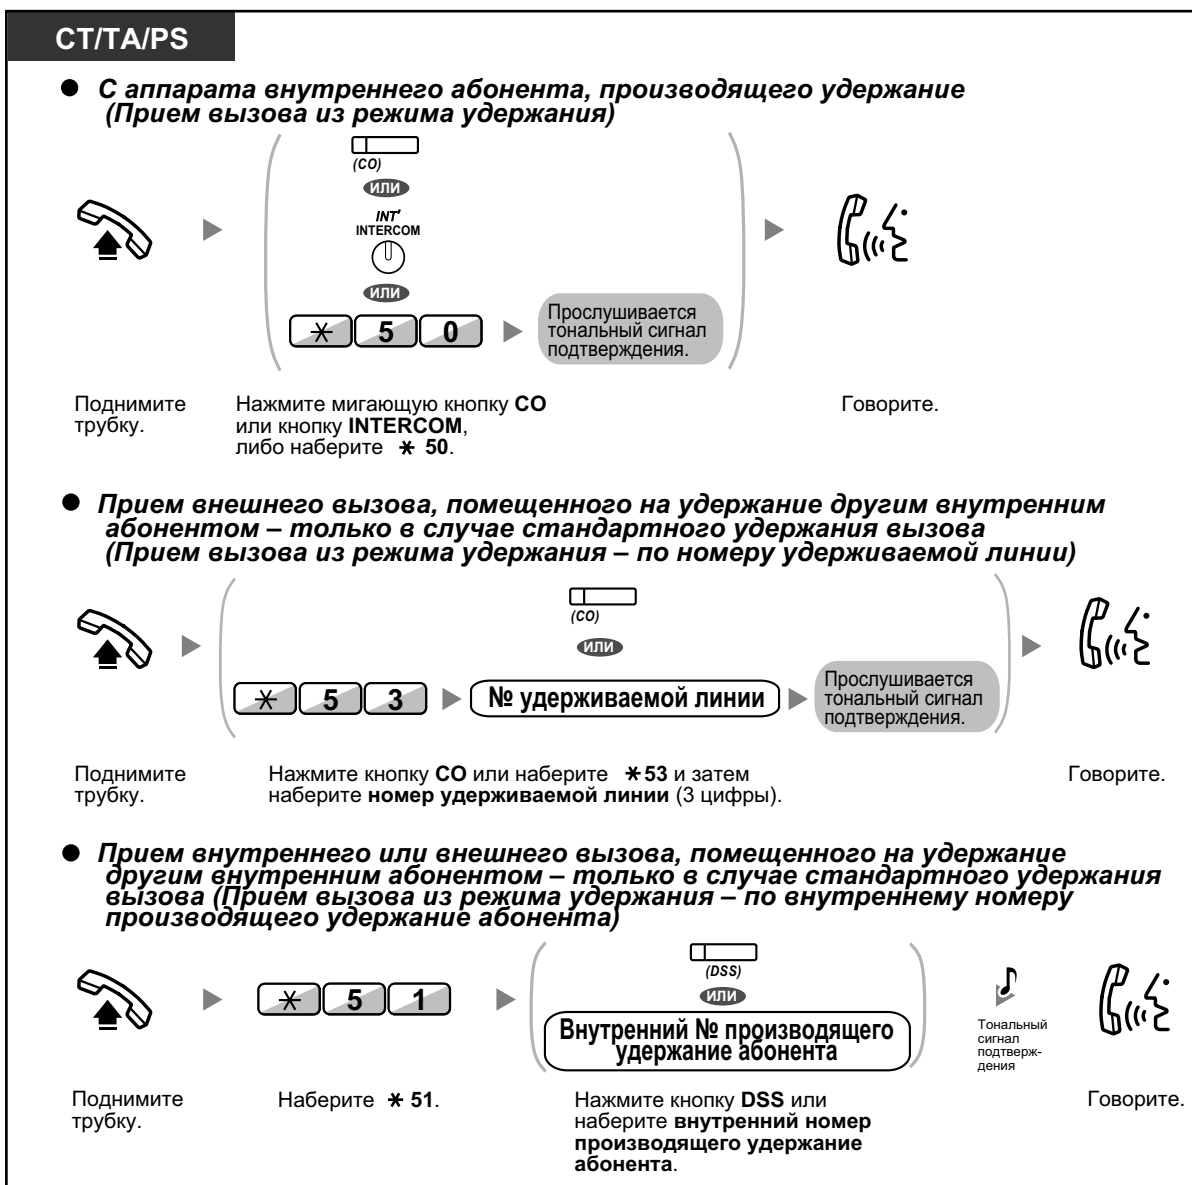 CT/TA/PS
● С аппарата внутреннего абонента, производящего удержание
(Прием вызова из режима удержания)
(CO)
ИЛИ
INT'
INTERCOM
ИЛИ
✳ 5 0
Прослушивается
тональный сигнал
подтверждения.
Поднимите
трубку.
Нажмите мигающую кнопку CO
или кнопку INTERCOM,
либо наберите ✳ 50.
Говорите.
● Прием внешнего вызова, помещенного на удержание другим внутренним
абонентом – только в случае стандартного удержания вызова
(Прием вызова из режима удержания – по номеру удерживаемой линии)
(CO)
ИЛИ
✳ 5 3
№ удерживаемой линии
Прослушивается
тональный сигнал
подтверждения.
Поднимите
трубку.
Нажмите кнопку CO или наберите ✳53 и затем
наберите номер удерживаемой линии (3 цифры).
Говорите.
● Прием внутреннего или внешнего вызова, помещенного на удержание
другим внутренним абонентом – только в случае стандартного удержания
вызова (Прием вызова из режима удержания – по внутреннему номеру
производящего удержание абонента)
✳ 5 1
(DSS)
ИЛИ
Внутренний № производящего
удержание абонента
Тональный
сигнал
подтверж-
дения
Поднимите
трубку.
Наберите ✳ 51.
Нажмите кнопку DSS или
наберите внутренний номер
производящего удержание
абонента.
Говорите.